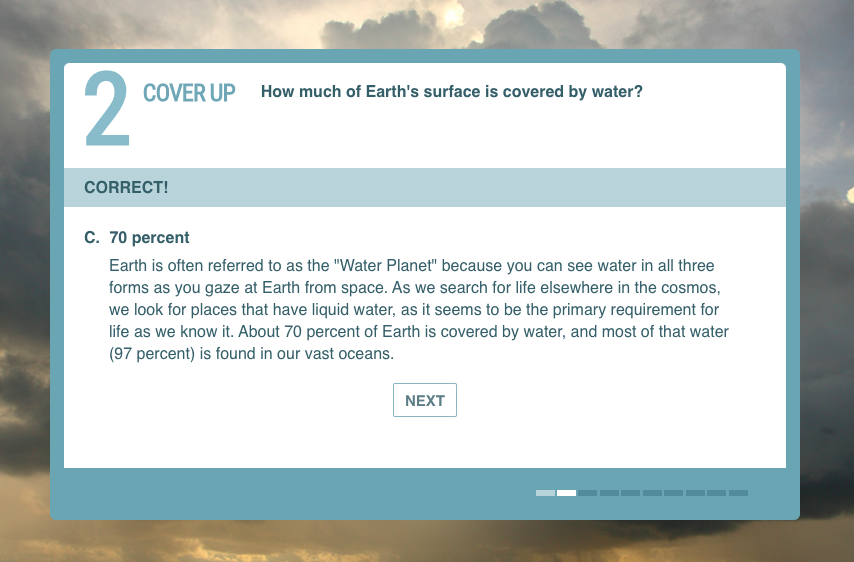 2 COVER UP How much of Earth's surface is covered by water?
CORRECT!
C. 70 percent
Earth is often referred to as the "Water Planet" because you can see water in all three
forms as you gaze at Earth from space. As we search for life elsewhere in the cosmos,
we look for places that have liquid water, as it seems to be the primary requirement for
life as we know it. About 70 percent of Earth is covered by water, and most of that water
(97 percent) is found in our vast oceans.
NEXT